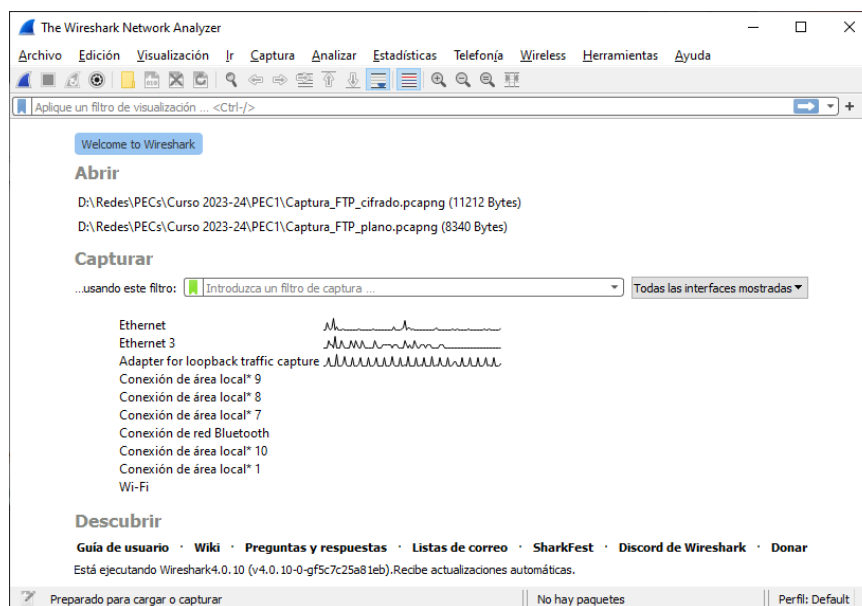 The Wireshark Network Analyzer
Archivo Edición Visualización Ir Captura Analizar Estadísticas Telefonía Wireless Herramientas Ayuda
Aplique un filtro de visualización ... <Ctrl-/>
Welcome to Wireshark
Abrir
D:\Redes\PECs\Curso 2023-24\PEC1\Captura_FTP_cifrado.pcapng (11212 Bytes)
D:\Redes\PECs\Curso 2023-24\PEC1\Captura_FTP_plano.pcapng (8340 Bytes)
Capturar
...usando este filtro: Introduzca un filtro de captura ... Todas las interfaces mostradas
Ethernet
Ethernet 3
Adapter for loopback traffic capture
Conexión de área local* 9
Conexión de área local* 8
Conexión de área local* 7
Conexión de red Bluetooth
Conexión de área local* 10
Conexión de área local* 1
Wi-Fi
Descubrir
Guía de usuario · Wiki · Preguntas y respuestas · Listas de correo · SharkFest · Discord de Wireshark · Donar
Está ejecutando Wireshark4.0.10 (v4.0.10-0-gf5c7c25a81eb).Recibe actualizaciones automáticas.
Preparado para cargar o capturar No hay paquetes Perfil: Default